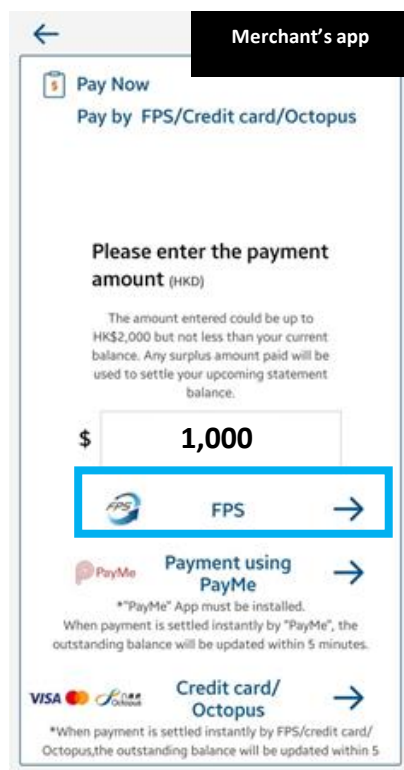 Merchant's app
Pay Now
Pay by FPS/Credit card/Octopus
Please enter the payment
amount (HKD)
The amount entered could be up to
HK$2,000 but not less than your current
balance. Any surplus amount paid will be
used to settle your upcoming statement
balance.
$ 1,000
FPS FPS
PayMe Payment using
PayMe
*"PayMe" App must be installed.
When payment is settled instantly by "PayMe", the
outstanding balance will be updated within 5 minutes.
VISA Octopus Credit card/
Octopus
*When payment is settled instantly by FPS/credit card/
Octopus,the outstanding balance will be updated within 5